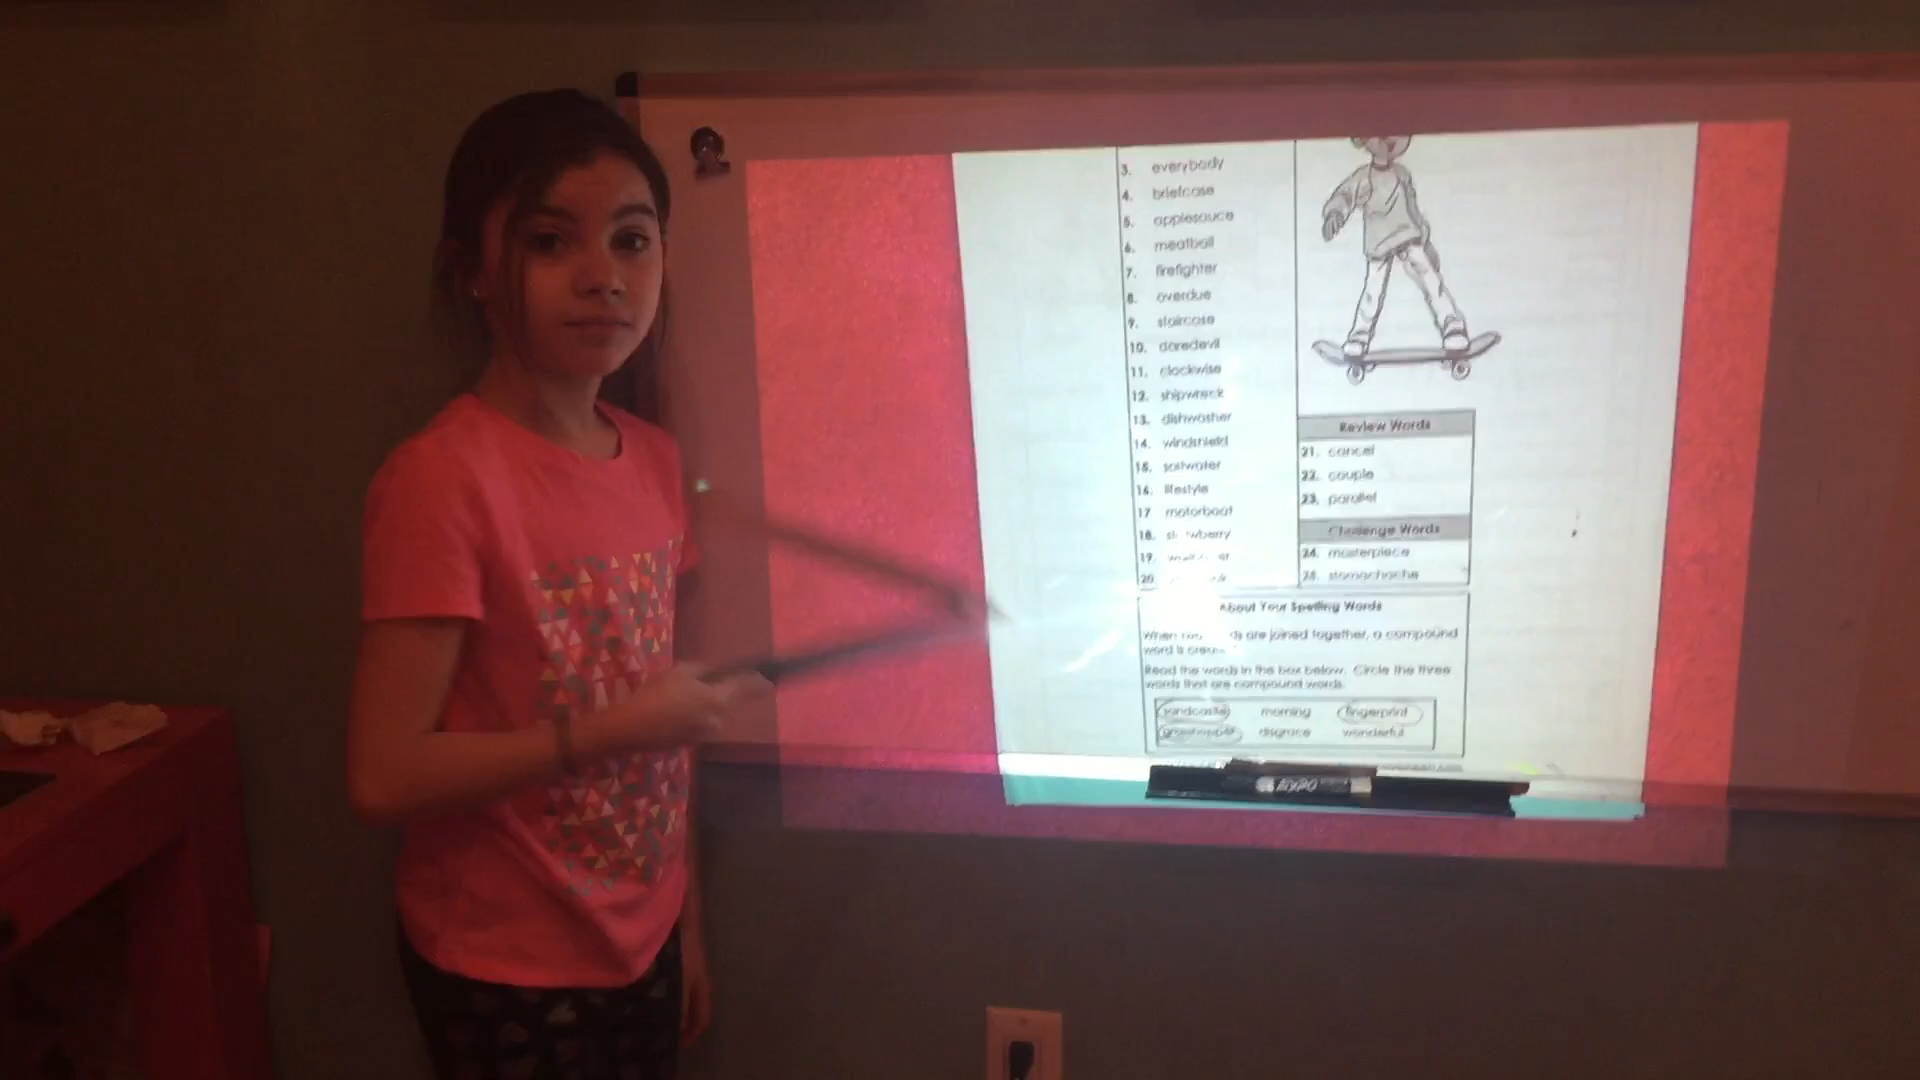 3. everybody
4. briefcase
5. applesauce
6. meatball
7. firefighter
8. overdue
9. staircase
10. daredevil
11. clockwise
12. shipwreck
13. dishwasher
14. windshield
15. saltwater
16. lifestyle
17 motorboat
18.
19.
20.
Review Words
21. cancel
22. couple
23. parallel
Challenge Words
24. masterpiece
25. stomachache
About Your Spelling Words
When are joined together, a compound
word is
Read the words in the box below. Circle the three
words that are compound words.
sandcastle morning fingerprint
grasshopper disgrace wonderful
EXPO